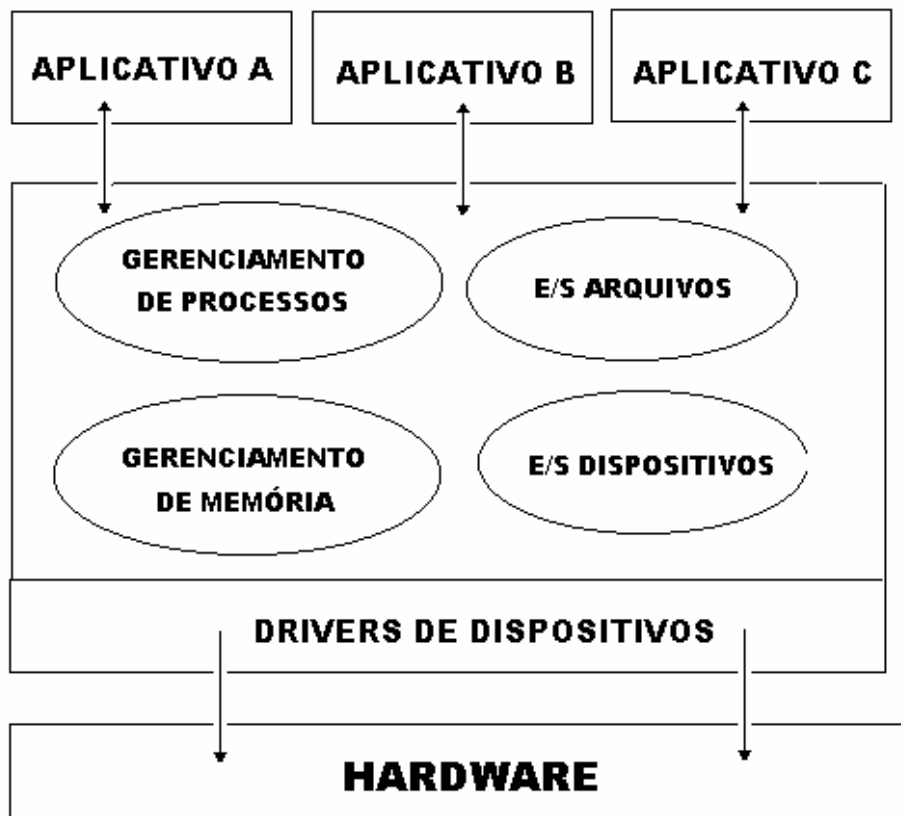 APLICATIVO A
APLICATIVO B
APLICATIVO C
GERENCIAMENTO
DE PROCESSOS
E/S ARQUIVOS
GERENCIAMENTO
DE MEMÓRIA
E/S DISPOSITIVOS
DRIVERS DE DISPOSITIVOS
HARDWARE